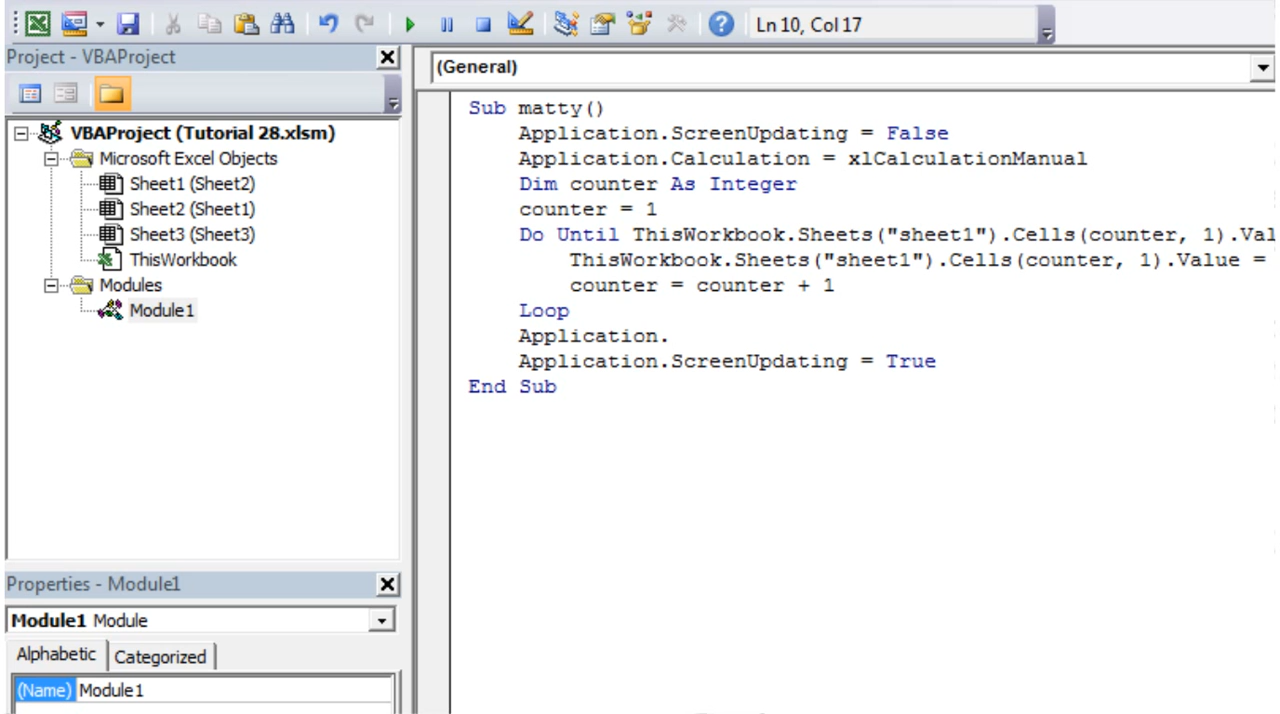 Ln 10, Col 17
Project - VBAProject
(General)
VBAProject (Tutorial 28.xlsm)
Microsoft Excel Objects
Sheet1 (Sheet2)
Sheet2 (Sheet1)
Sheet3 (Sheet3)
ThisWorkbook
Modules
Module1
Properties - Module1
Module1 Module
Alphabetic
Categorized
(Name) Module1
Sub matty()
Application.ScreenUpdating = False
Application.Calculation = xlCalculationManual
Dim counter As Integer
counter = 1
Do Until ThisWorkbook.Sheets("sheet1").Cells(counter, 1).Val
ThisWorkbook.Sheets("sheet1").Cells(counter, 1).Value =
counter = counter + 1
Loop
Application.
Application.ScreenUpdating = True
End Sub